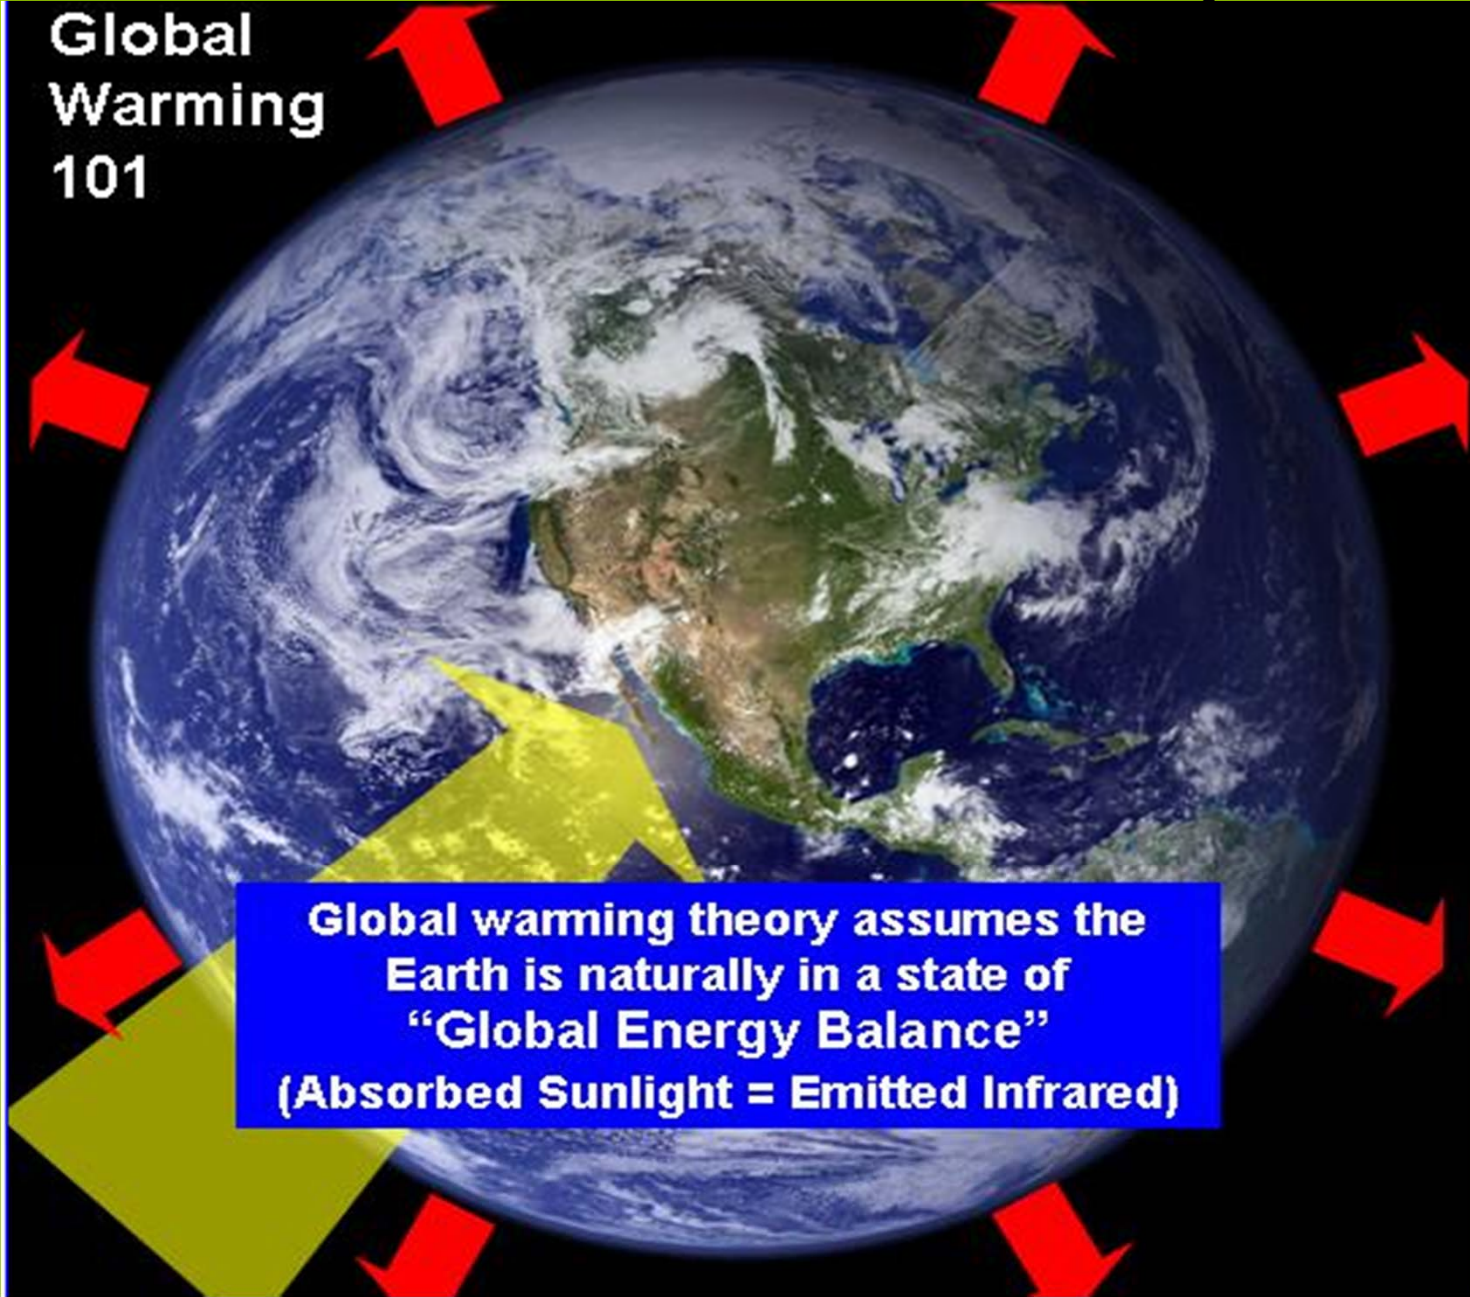 Global
Warming
101
Global warming theory assumes the
Earth is naturally in a state of
“Global Energy Balance”
(Absorbed Sunlight = Emitted Infrared)